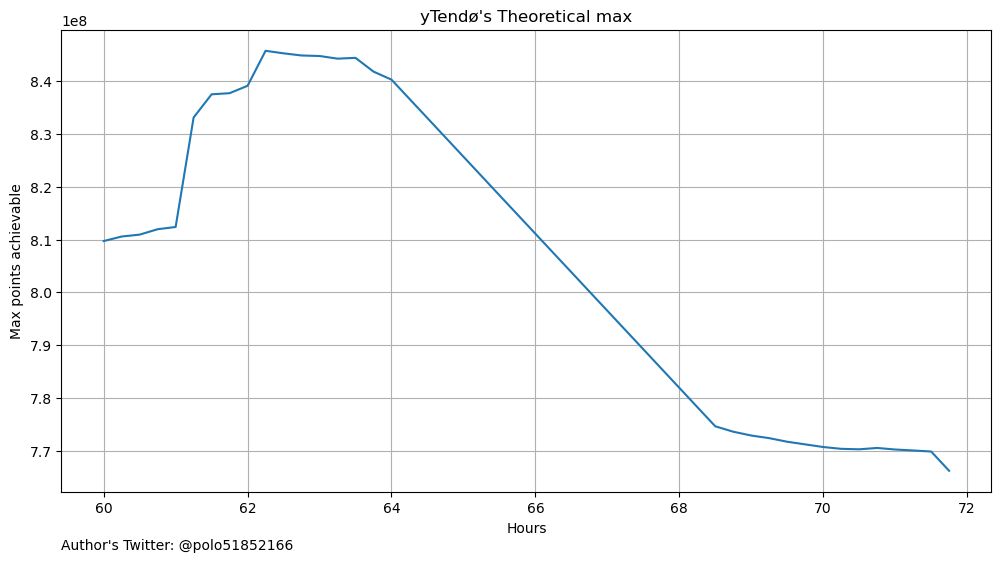 yTendø's Theoretical max
1e8
8.4
8.3
8.2
8.1
8.0
7.9
7.8
7.7
Max points achievable
60 62 64 66 68 70 72
Hours
Author's Twitter: @polo51852166